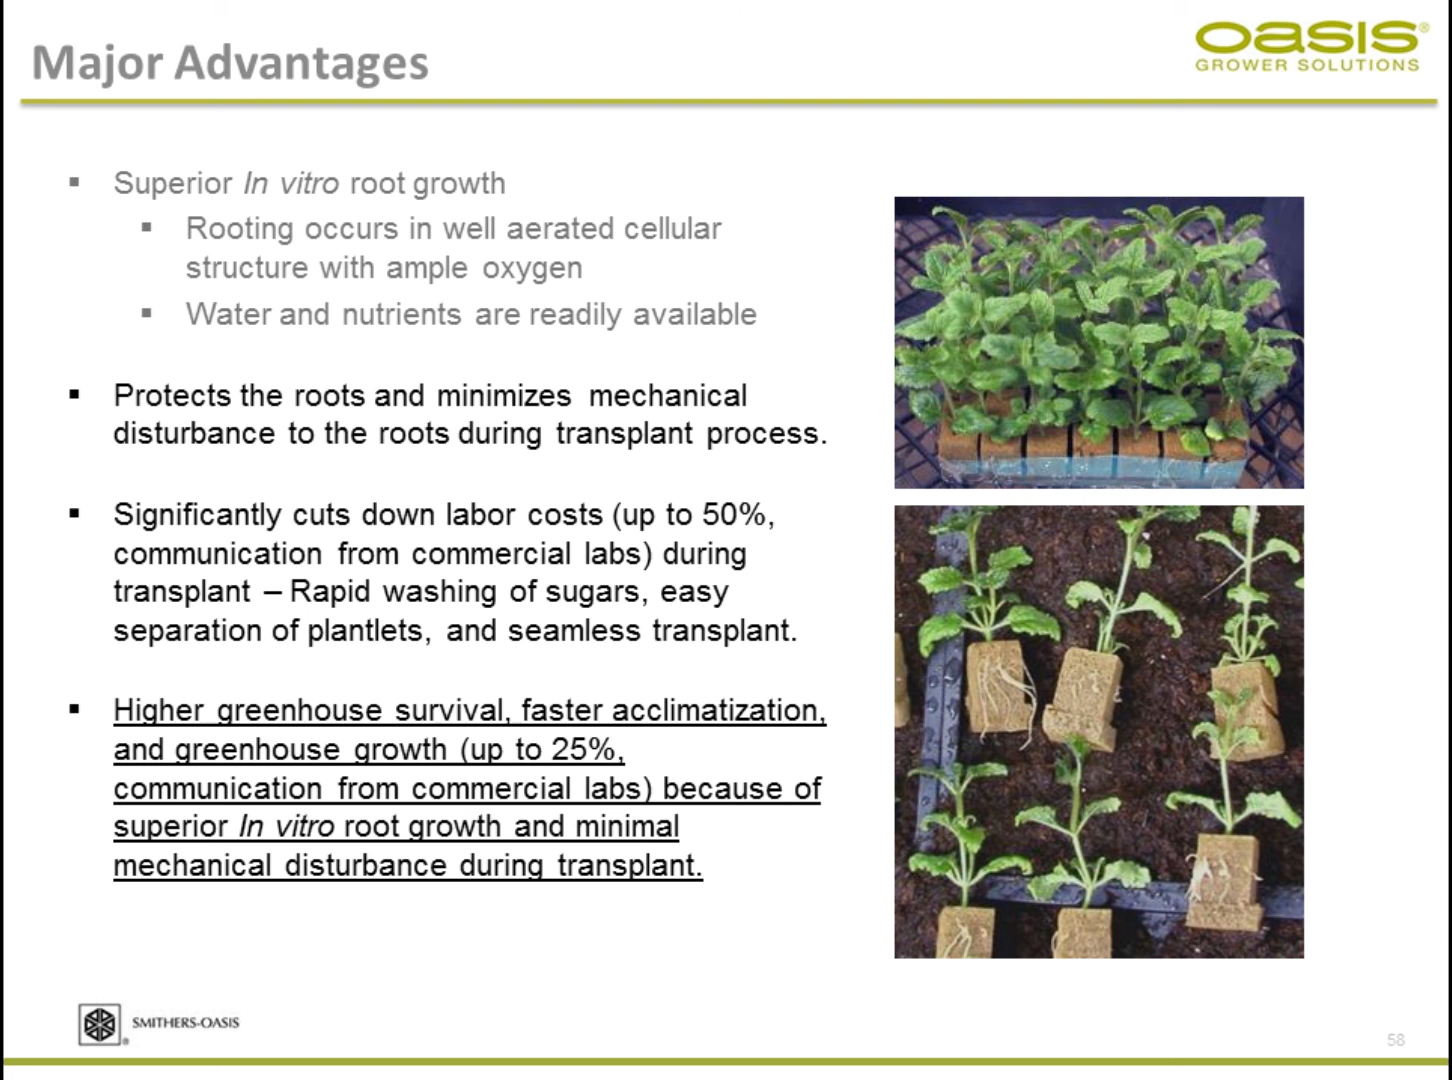 Major Advantages
oasis®
GROWER SOLUTIONS
▪ Superior In vitro root growth
▪ Rooting occurs in well aerated cellular
structure with ample oxygen
▪ Water and nutrients are readily available
▪ Protects the roots and minimizes mechanical
disturbance to the roots during transplant process.
▪ Significantly cuts down labor costs (up to 50%,
communication from commercial labs) during
transplant – Rapid washing of sugars, easy
separation of plantlets, and seamless transplant.
▪ Higher greenhouse survival, faster acclimatization,
and greenhouse growth (up to 25%,
communication from commercial labs) because of
superior In vitro root growth and minimal
mechanical disturbance during transplant.
SMITHERS-OASIS
58